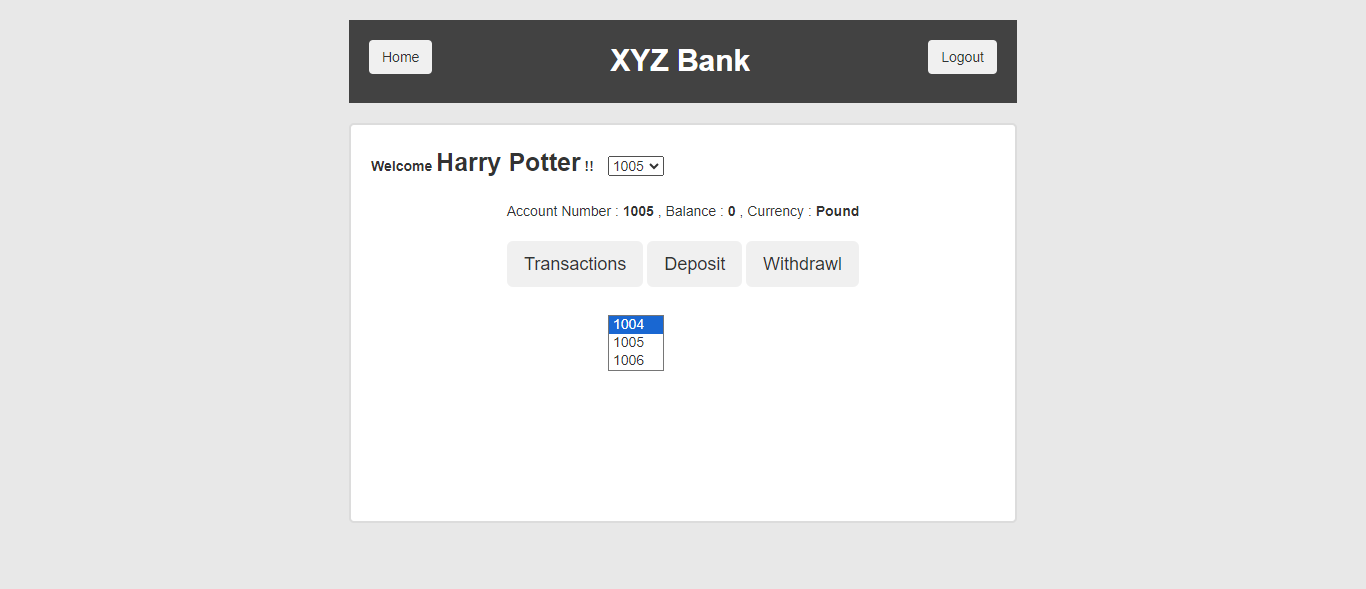 Home
XYZ Bank
Logout
Welcome Harry Potter !! 1005
Account Number : 1005 , Balance : 0 , Currency : Pound
Transactions Deposit Withdrawl
1004
1005
1006